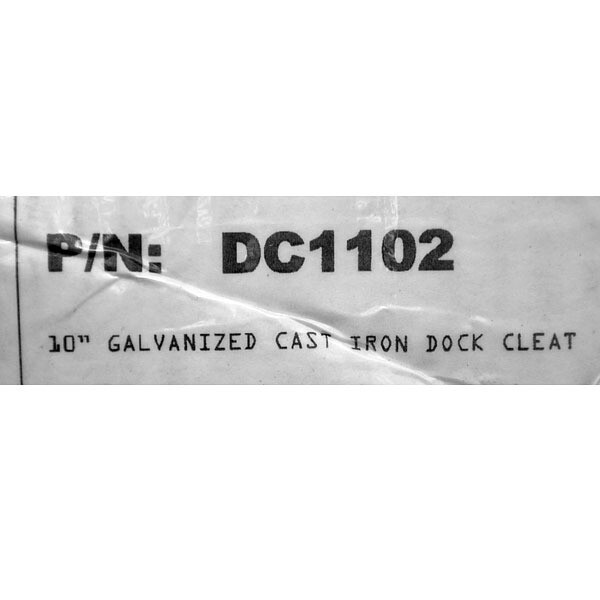 P/N: DC1102
10" GALVANIZED CAST IRON DOCK CLEAT